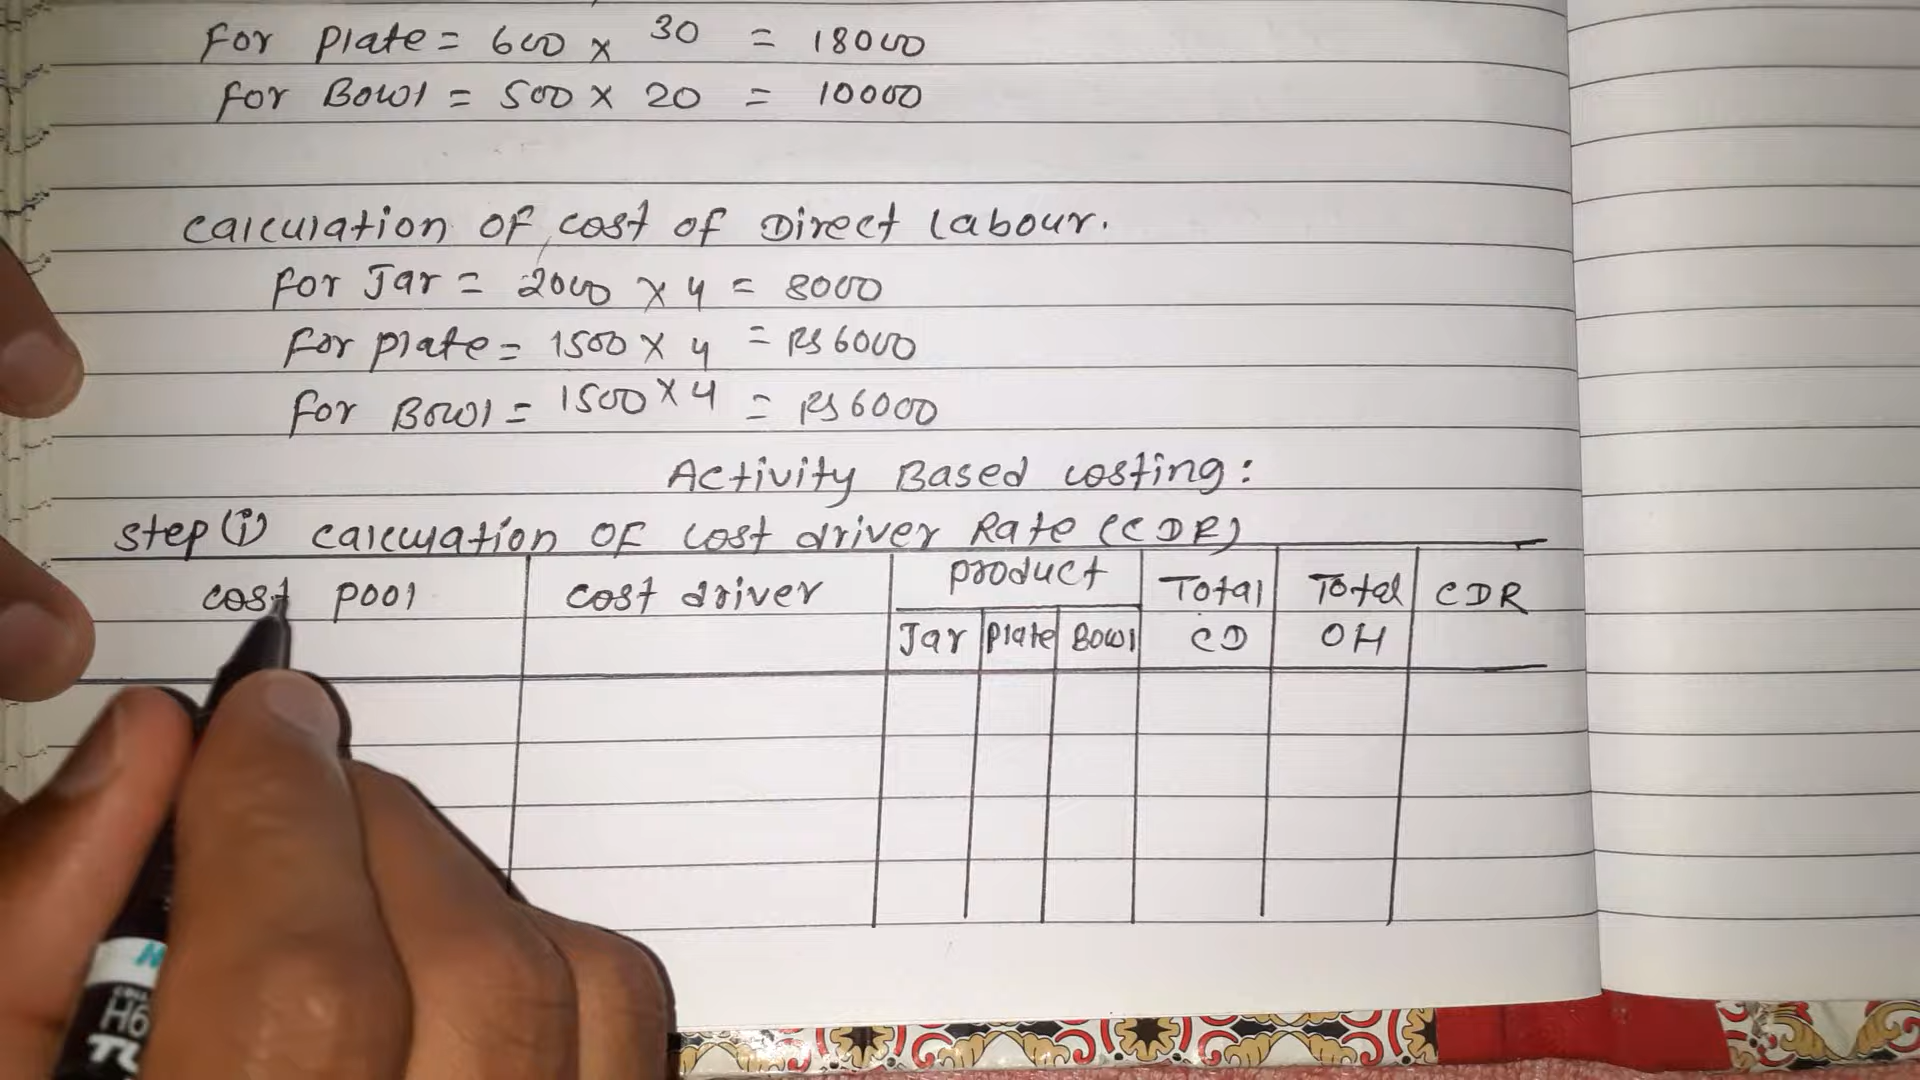 For Plate = 600 × 30 = 18000
For Bowl = 500 × 20 = 10000
Calculation OF cost of Direct Labour.
For Jar = 2000 × 4 = 8000
For plate = 1500 × 4 = Rs 6000
For Bowl = 1500 × 4 = Rs 6000
Activity Based costing:
Step (i) calculation OF cost driver Rate (CDR)
cost pool cost driver product Total Total CDR
Jar Plate Bowl CD OH
H6